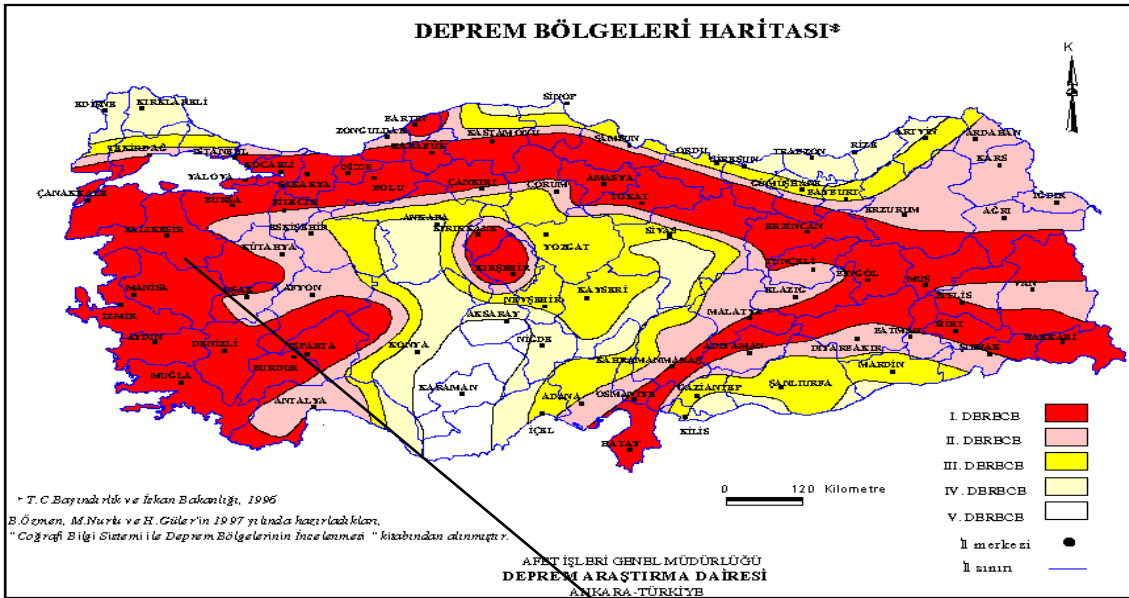 DEPREM BÖLGELERİ HARİTASI*
K
SİNOP
EDİRNE
KIRKLARELİ
BARTIN
ZONGULDAK
KASTAMONU
SAMSUN
ARTVİN
ARDAHAN
TEKİRDAĞ
İSTANBUL
KOCAELİ
KARABÜK
ORDU
GİRESUN
TRABZON
RİZE
KARS
YALOVA
SAKARYA
DÜZCE
BOLU
ÇANKIRI
ÇORUM
AMASYA
TOKAT
GÜMÜŞHANE
BAYBURT
IĞDIR
ÇANAKKALE
BURSA
BİLECİK
ERZURUM
AĞRI
BALIKESİR
ESKİŞEHİR
ANKARA
KIRIKKALE
YOZGAT
SİVAS
ERZİNCAN
KÜTAHYA
KIRŞEHİR
TUNCELİ
BİNGÖL
MUŞ
MANİSA
UŞAK
AFYON
NEVŞEHİR
KAYSERİ
ELAZIĞ
BİTLİS
VAN
İZMİR
AKSARAY
MALATYA
AYDIN
DENİZLİ
ISPARTA
KONYA
NİĞDE
ADIYAMAN
DİYARBAKIR
BATMAN
SİİRT
ŞIRNAK
HAKKARİ
BURDUR
KAHRAMANMARAŞ
MARDİN
MUĞLA
KARAMAN
GAZİANTEP
ŞANLIURFA
ANTALYA
ADANA
OSMANİYE
İÇEL
KİLİS
HATAY
I. DERECE
II. DERECE
III. DERECE
IV. DERECE
V. DERECE
İl merkezi
İl sınırı
0 120 Kilometre
* T.C.Bayındırlık ve İskan Bakanlığı, 1996
B.Özmen, M.Nurlu ve H.Güler'in 1997 yılında hazırladıkları,
" Coğrafi Bilgi Sistemi ile Deprem Bölgelerinin İncelenmesi " kitabından alınmıştır.
AFET İŞLERİ GENEL MÜDÜRLÜĞÜ
DEPREM ARAŞTIRMA DAİRESİ
ANKARA-TÜRKİYE